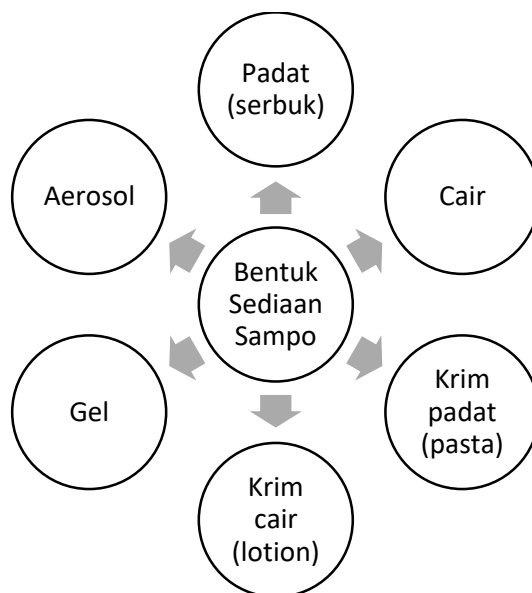 Padat
(serbuk)
Aerosol
Cair
Bentuk
Sediaan
Sampo
Gel
Krim
padat
(pasta)
Krim
cair
(lotion)